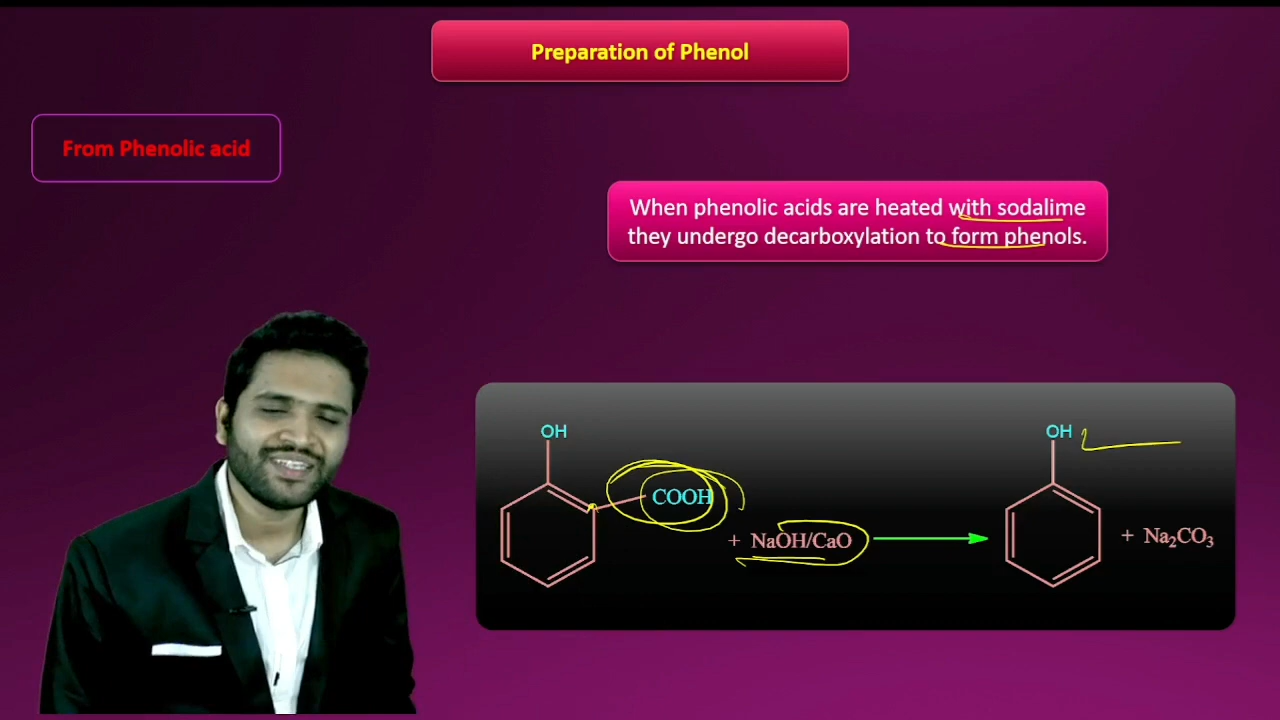 Preparation of Phenol
From Phenolic acid
When phenolic acids are heated with sodalime
they undergo decarboxylation to form phenols.
OH
COOH
+ NaOH/CaO
OH
+ Na₂CO₃